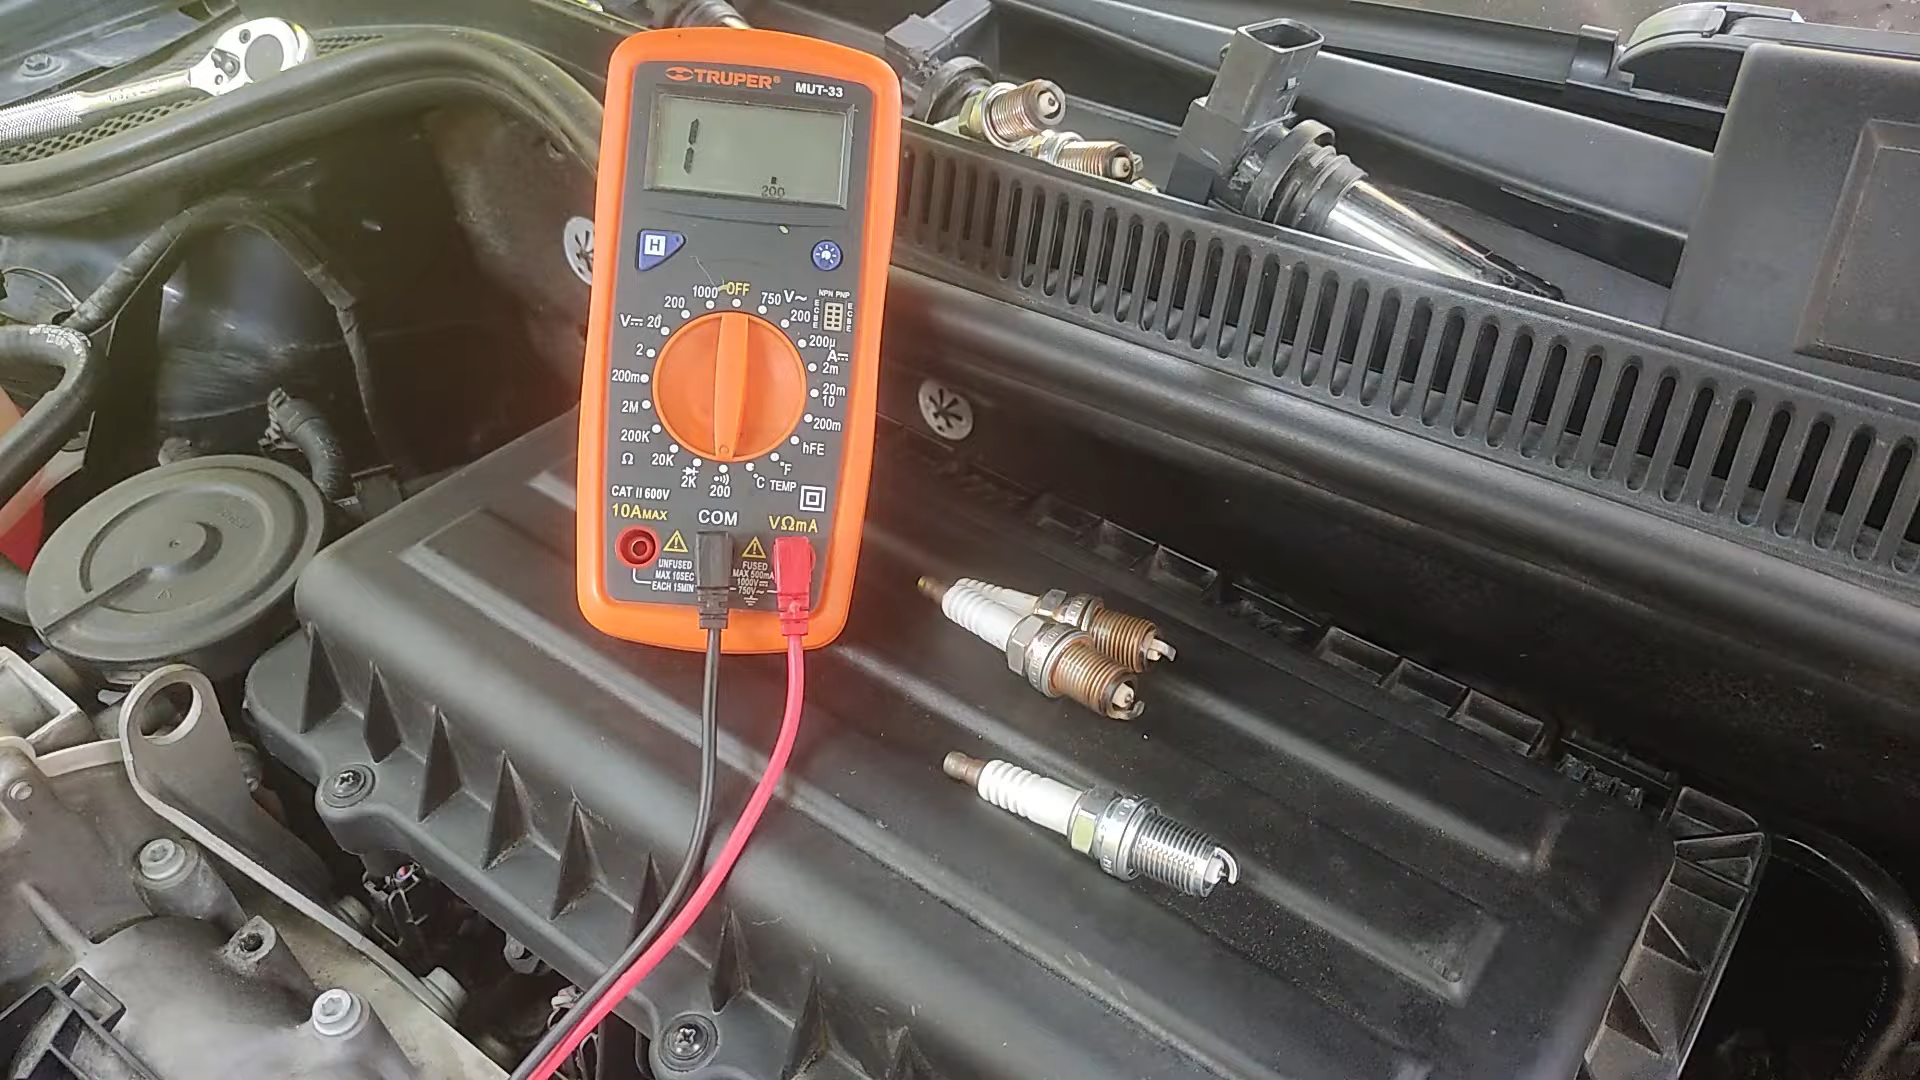 TRUPER®
MUT-33
1
200
H
OFF
1000
750 V~
200
200
NPN PNP
E E
C C
B B
E E
V⎓ 20
200µ
A⎓
2
2m
200m
20m
10
2M
200m
200K
hFE
Ω
20K
°F
2K
200
°C TEMP
CAT II 600V
10A MAX
COM
VΩmA
UNFUSED
MAX 10SEC
EACH 15MIN
FUSED
MAX 500mA
1000V⎓
750V~